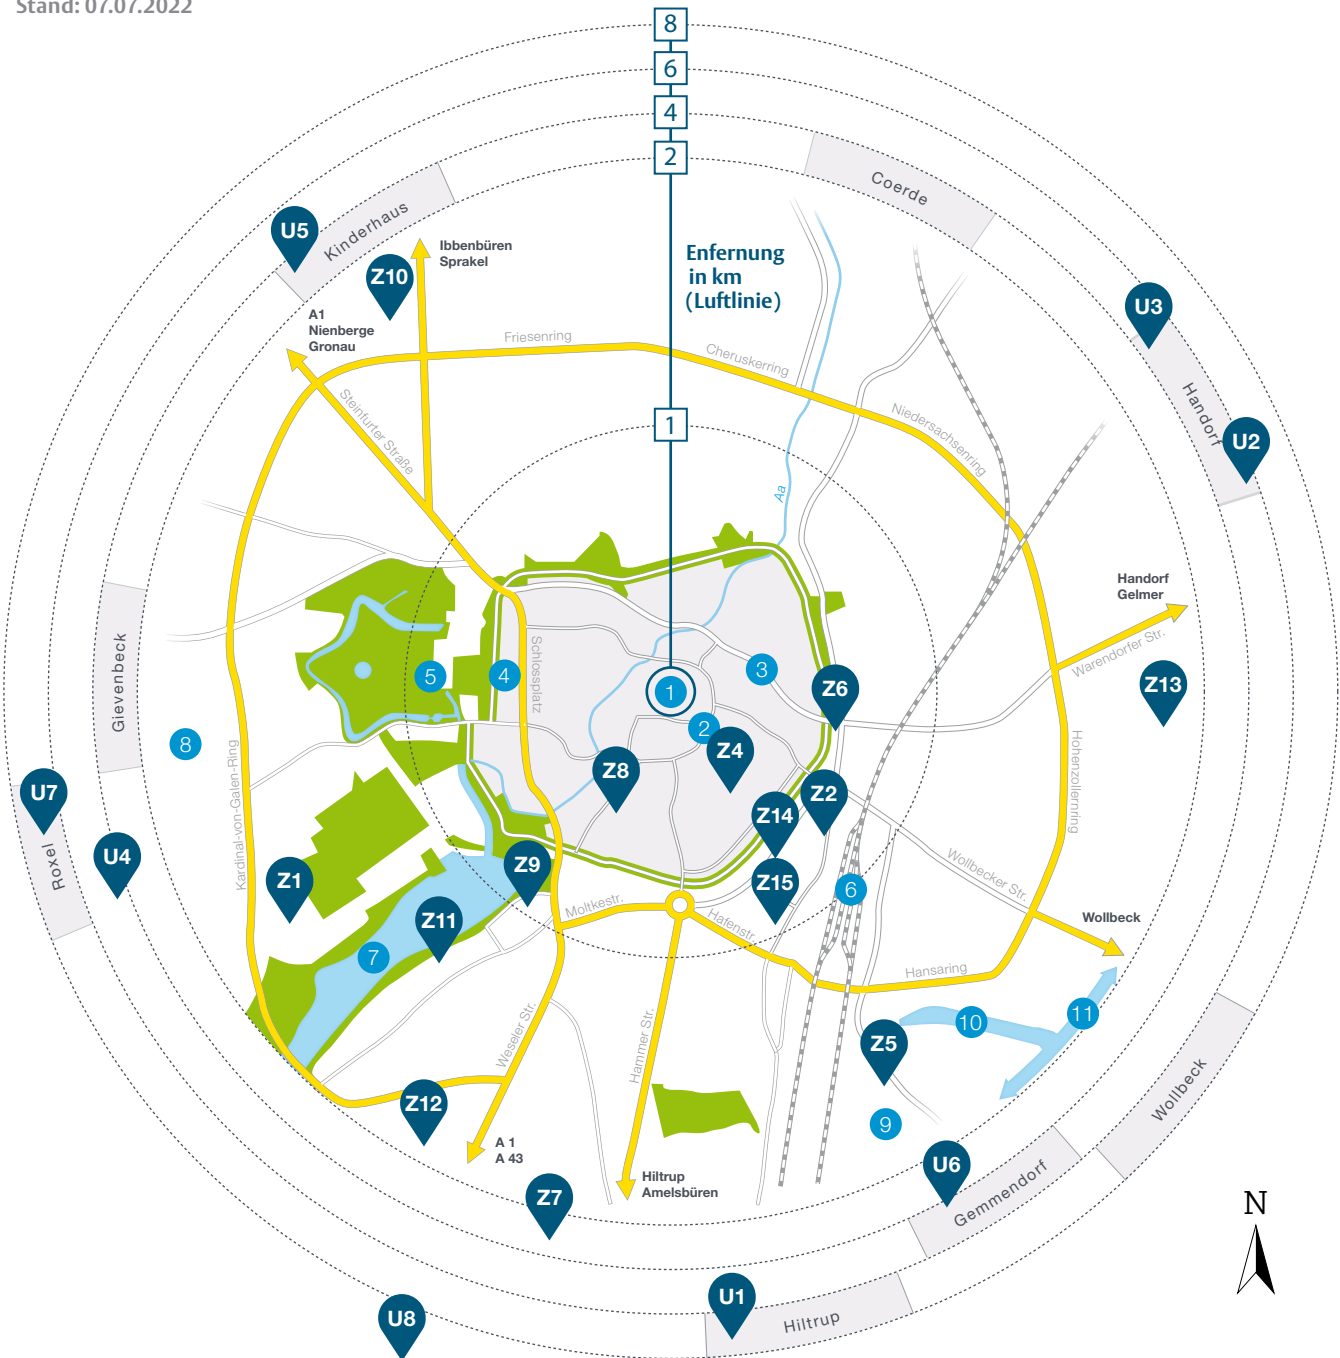 Stand: 07.07.2022
8
6
4
2
Coerde
Kinderhaus
U5
Ibbenbüren
Sprakel
Z10
Enfernung
in km
(Luftlinie)
A1
Nienberge
Gronau
U3
Friesenring
Cheruskerring
Steinfurter Straße
Handorf
Niedersachsenring
1
U2
Aa
Handorf
Gelmer
Warendorfer Str.
Gievenbeck
Schlossplatz
5
4
1
3
Z6
Z13
2
8
Z4
Z8
Kardinal-von-Galen-Ring
Hohenzollernring
U7
Z2
Z14
Roxel
U4
Z1
Z9
Z15
6
Wollbecker Str.
Moltkestr.
Hafenstr.
Z11
Wollbeck
7
Hansaring
Weseler Str.
Hammer Str.
Z5
10
11
Wollbeck
Z12
9
A 1
A 43
U6
Gemmendorf
Z7
Hiltrup
Amelsbüren
N
U1
U8
Hiltrup